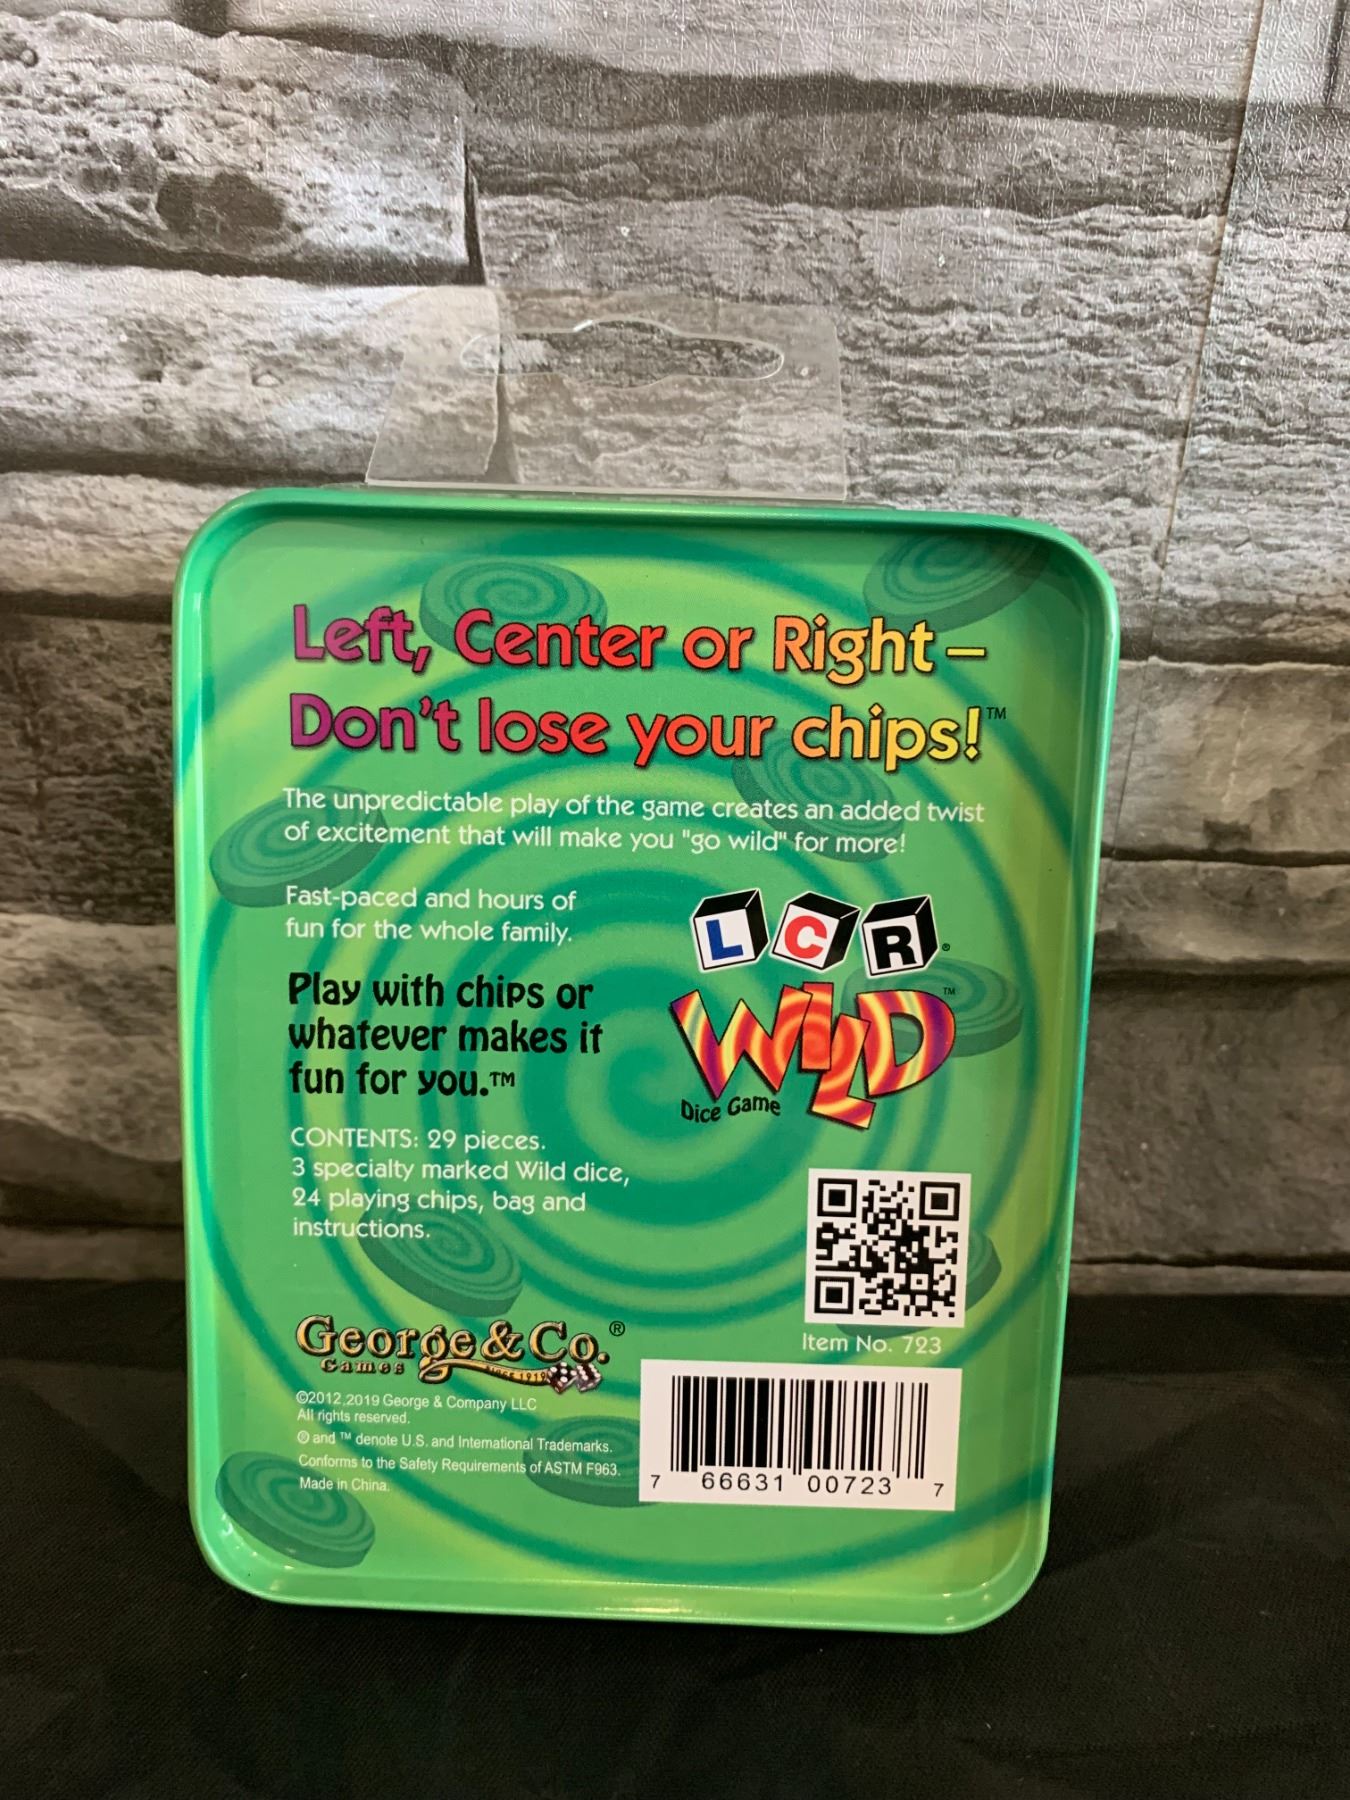 Left, Center or Right –
Don't lose your chips!™
The unpredictable play of the game creates an added twist
of excitement that will make you "go wild" for more!
Fast-paced and hours of
fun for the whole family.
Play with chips or
whatever makes it
fun for you.™
L C R®
WILD™
Dice Game
CONTENTS: 29 pieces.
3 specialty marked Wild dice,
24 playing chips, bag and
instructions.
Item No. 723
George & Co.®
Games
SINCE 1919
©2012,2019 George & Company LLC
All rights reserved.
® and ™ denote U.S. and International Trademarks.
Conforms to the Safety Requirements of ASTM F963.
Made in China.
7 66631 00723 7